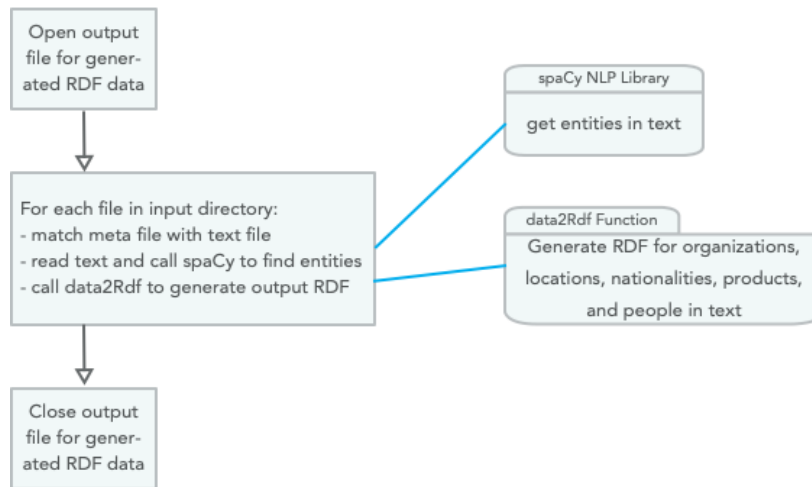 Open output
file for gener-
ated RDF data
spaCy NLP Library
get entities in text
For each file in input directory:
- match meta file with text file
- read text and call spaCy to find entities
- call data2Rdf to generate output RDF
data2Rdf Function
Generate RDF for organizations,
locations, nationalities, products,
and people in text
Close output
file for gener-
ated RDF data